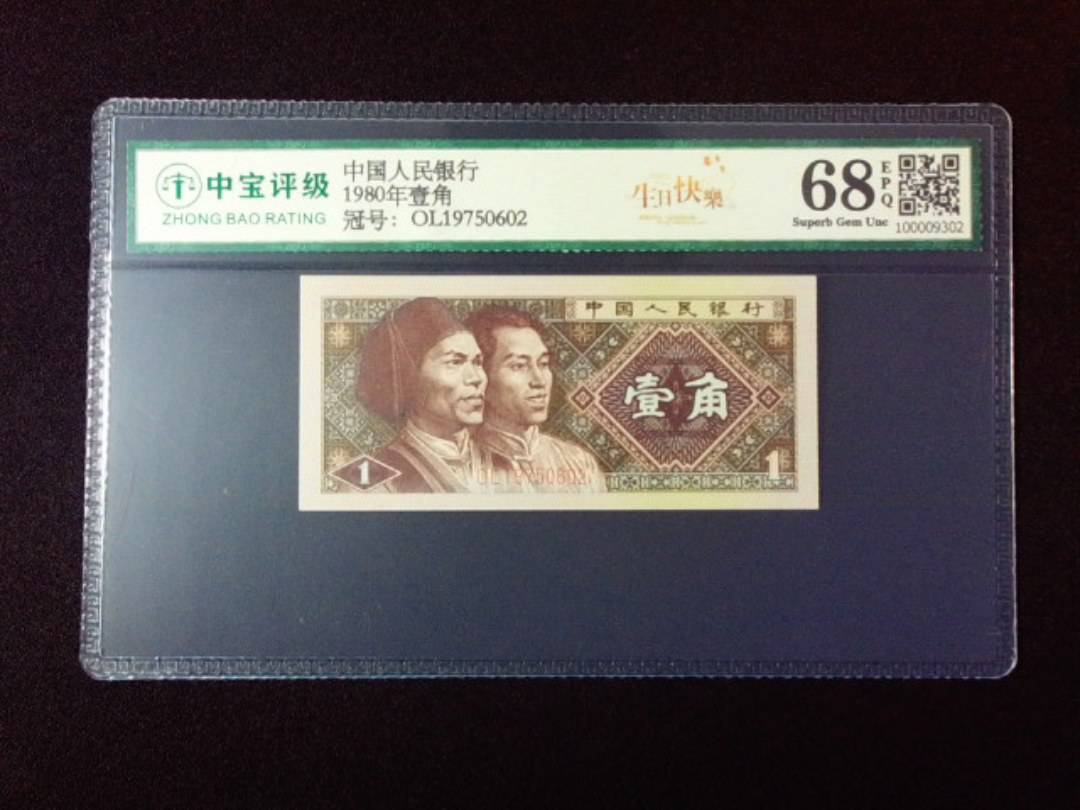 中宝评级
ZHONG BAO RATING
中国人民银行
1980年壹角
冠号：OL19750602
生日快樂
68
EPQ
Superb Gem Unc
100009302
中国人民银行
壹角
1
OL19750602
1